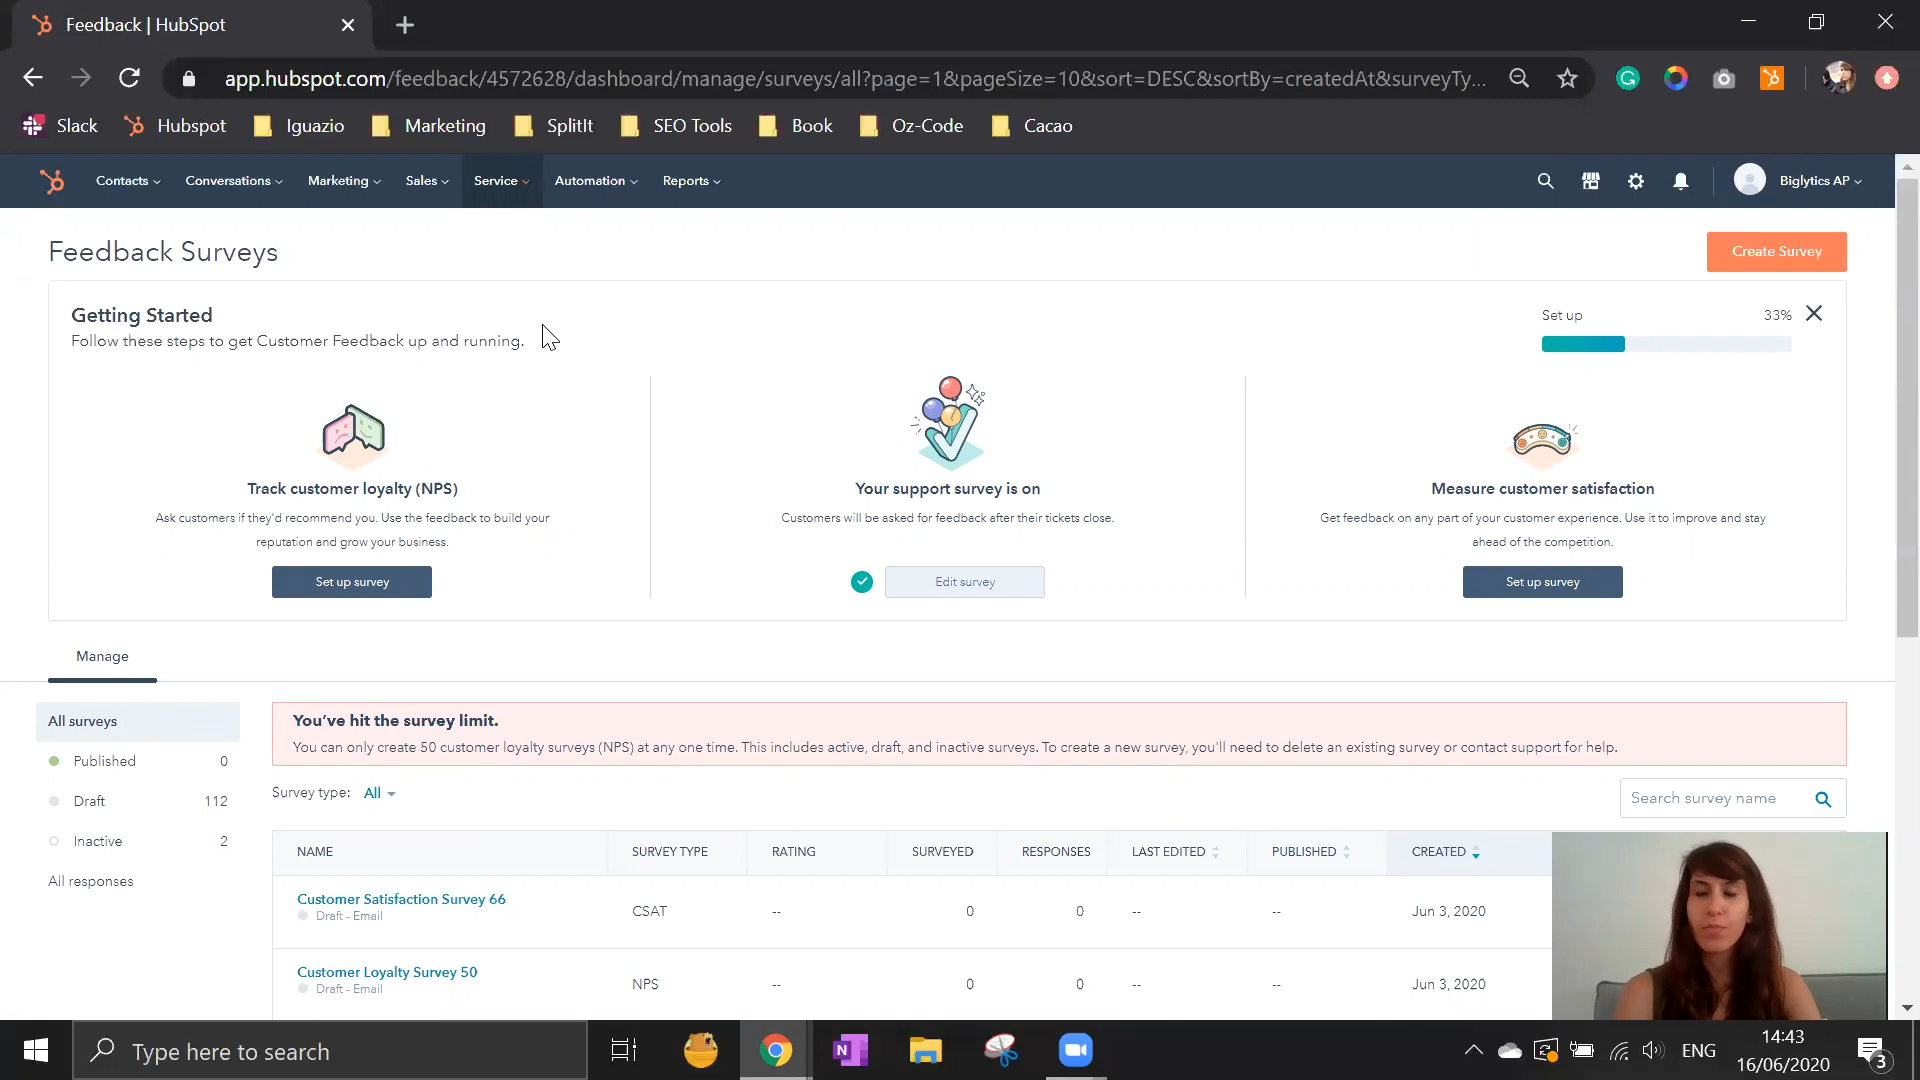 Feedback | HubSpot
app.hubspot.com/feedback/4572628/dashboard/manage/surveys/all?page=1&pageSize=10&sort=DESC&sortBy=createdAt&surveyTy...
Slack Hubspot Iguazio Marketing SplitIt SEO Tools Book Oz-Code Cacao
Contacts Conversations Marketing Sales Service Automation Reports Biglytics AP
Feedback Surveys
Create Survey
Getting Started
Set up 33%
Follow these steps to get Customer Feedback up and running.
Track customer loyalty (NPS)
Ask customers if they'd recommend you. Use the feedback to build your
reputation and grow your business.
Set up survey
Your support survey is on
Customers will be asked for feedback after their tickets close.
Edit survey
Measure customer satisfaction
Get feedback on any part of your customer experience. Use it to improve and stay
ahead of the competition.
Set up survey
Manage
All surveys
Published 0
Draft 112
Inactive 2
All responses
You've hit the survey limit.
You can only create 50 customer loyalty surveys (NPS) at any one time. This includes active, draft, and inactive surveys. To create a new survey, you'll need to delete an existing survey or contact support for help.
Survey type: All
Search survey name
NAME SURVEY TYPE RATING SURVEYED RESPONSES LAST EDITED PUBLISHED CREATED
Customer Satisfaction Survey 66 CSAT -- 0 0 -- -- Jun 3, 2020
Draft - Email
Customer Loyalty Survey 50 NPS -- 0 0 -- -- Jun 3, 2020
Draft - Email
Type here to search
N
ENG
14:43
16/06/2020
3